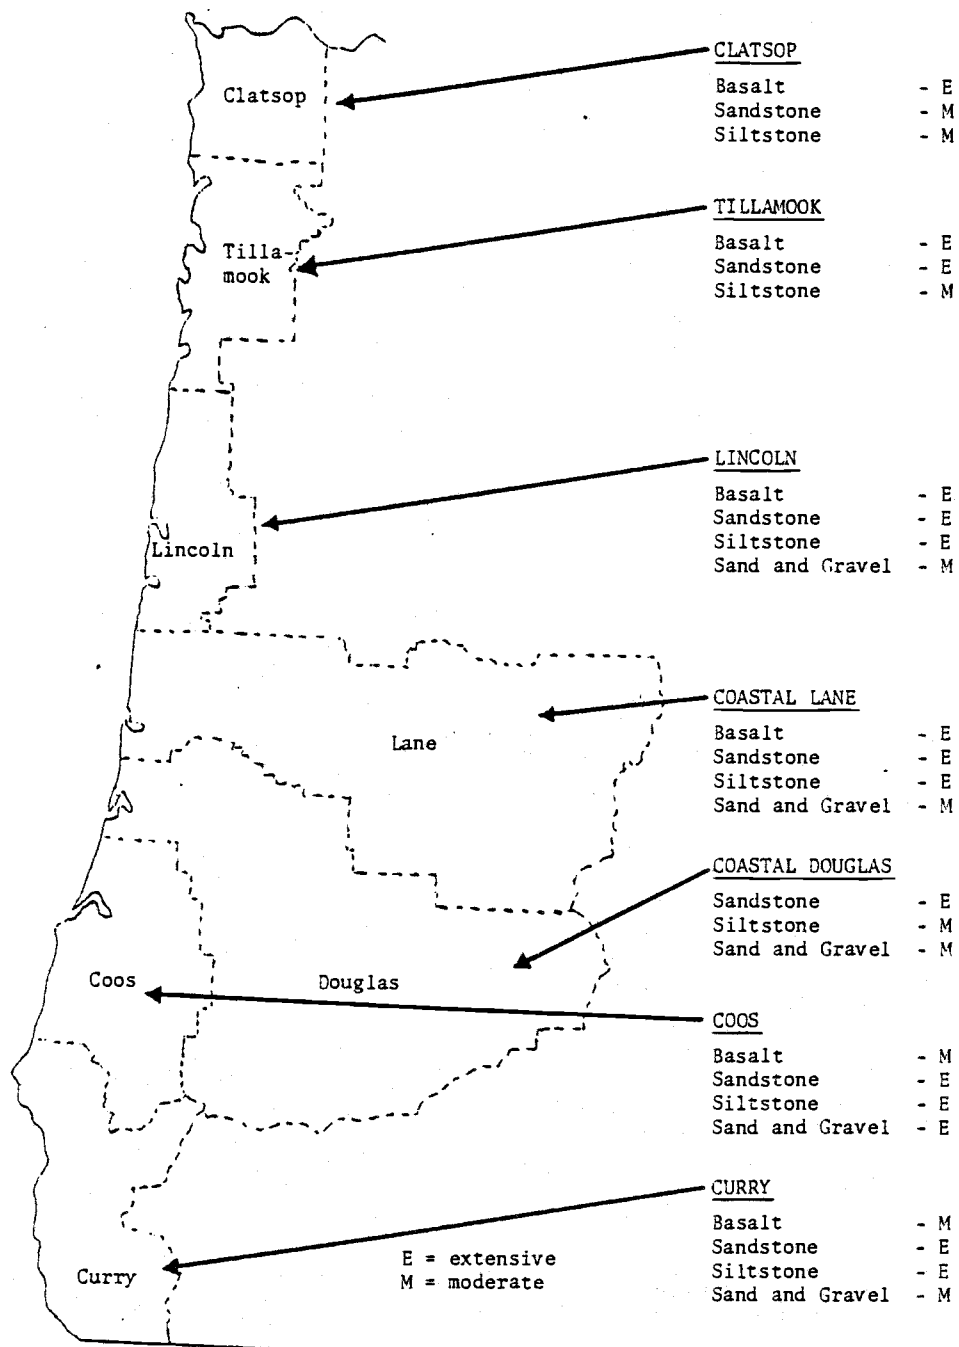 Clatsop
Tilla-
mook
Lincoln
Lane
Coos
Douglas
Curry
E = extensive
M = moderate
CLATSOP
Basalt - E
Sandstone - M
Siltstone - M
TILLAMOOK
Basalt - E
Sandstone - E
Siltstone - M
LINCOLN
Basalt - E
Sandstone - E
Siltstone - E
Sand and Gravel - M
COASTAL LANE
Basalt - E
Sandstone - E
Siltstone - E
Sand and Gravel - M
COASTAL DOUGLAS
Sandstone - E
Siltstone - M
Sand and Gravel - M
COOS
Basalt - M
Sandstone - E
Siltstone - E
Sand and Gravel - E
CURRY
Basalt - M
Sandstone - E
Siltstone - E
Sand and Gravel - M